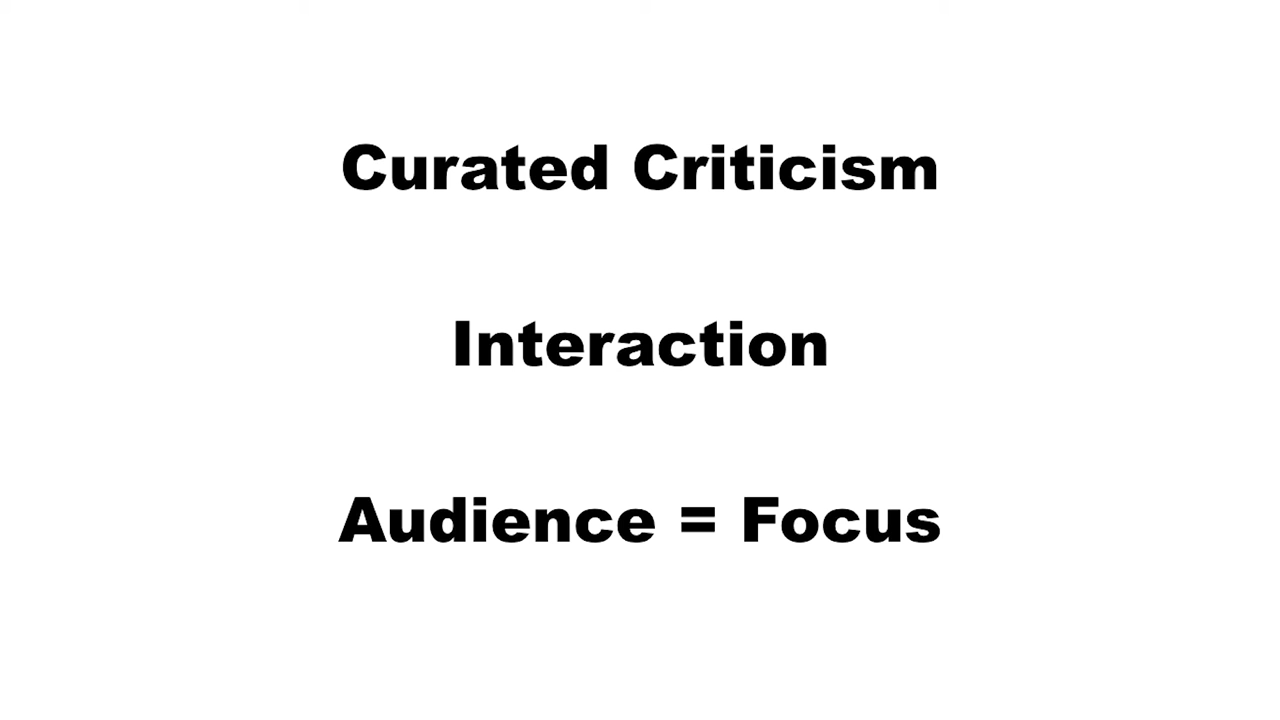 Curated Criticism
Interaction
Audience = Focus